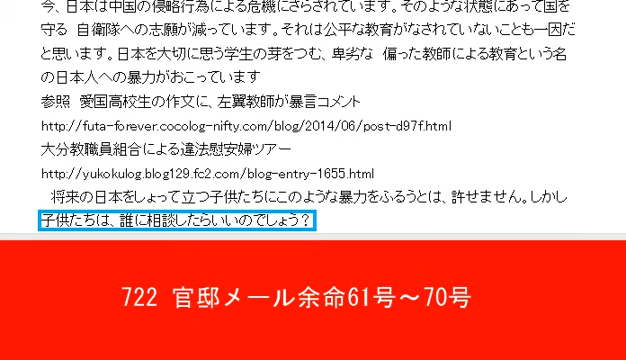 今、日本は中国の侵略行為による危機にさらされています。そのような状態にあって国を
守る 自衛隊への志願が減っています。それは公平な教育がなされていないことも一因だ
と思います。日本を大切に思う学生の芽をつむ、卑劣な 偏った教師による教育という名
の日本人への暴力がおこっています
参照 愛国高校生の作文に、左翼教師が暴言コメント
http://futa-forever.cocolog-nifty.com/blog/2014/06/post-d97f.html
大分教職員組合による違法慰安婦ツアー
http://yukokulog.blog129.fc2.com/blog-entry-1655.html
将来の日本をしょって立つ子供たちにこのような暴力をふるうとは、許せません。しかし
子供たちは、誰に相談したらいいのでしょう？
722 官邸メール余命61号～70号